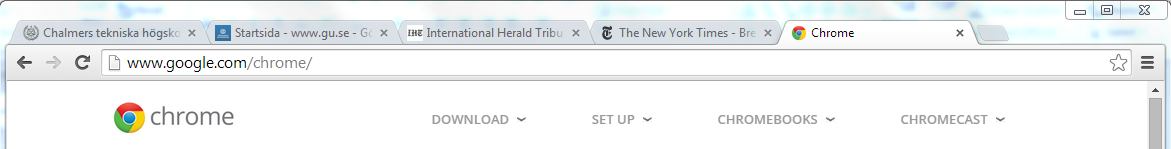 Chalmers tekniska högsko Startsida - www.gu.se - Gö IHT International Herald Tribu The New York Times - Bre Chrome
www.google.com/chrome/
chrome DOWNLOAD SET UP CHROMEBOOKS CHROMECAST